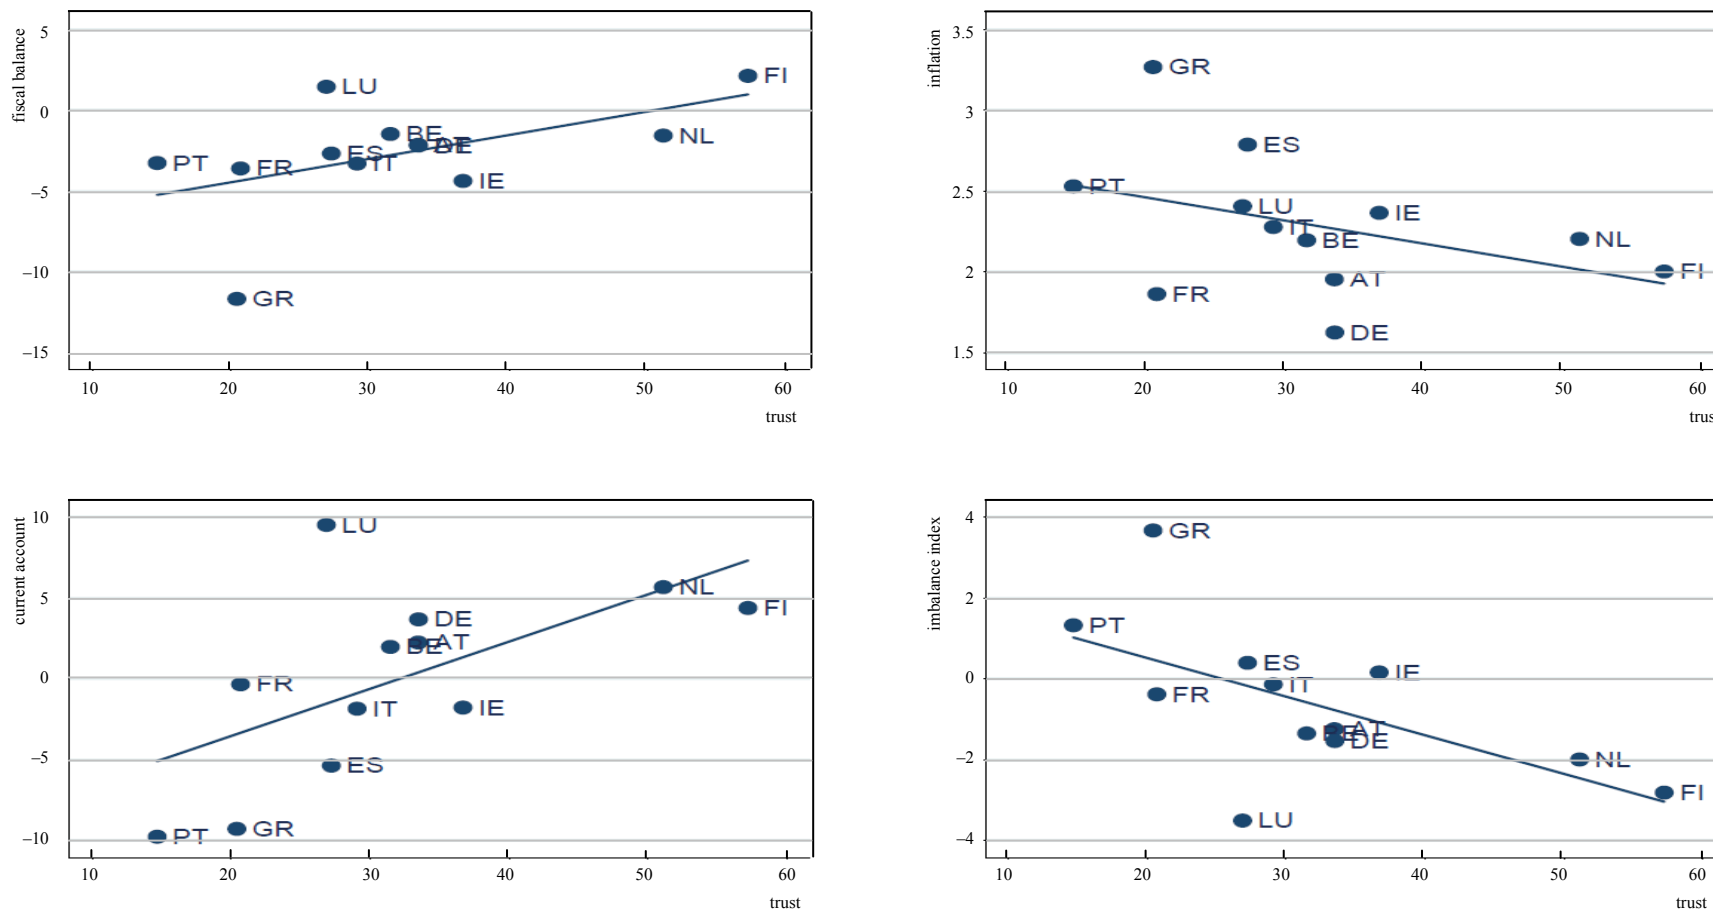 fiscal balance
5
0
−5
−10
−15
LU
FI
BE
AT
DE
NL
ES
IT
PT
FR
IE
GR
10 20 30 40 50 60
trust
inflation
3.5
3
2.5
2
1.5
GR
ES
PT
LU
IE
IT
BE
NL
AT
FI
FR
DE
10 20 30 40 50 60
trus
current account
10
5
0
−5
−10
LU
NL
FI
DE
AT
BE
FR
IT
IE
ES
GR
PT
10 20 30 40 50 60
trust
imbalance index
4
2
0
−2
−4
GR
PT
ES
IE
IT
FR
AT
BE
DE
NL
FI
LU
10 20 30 40 50 60
trust